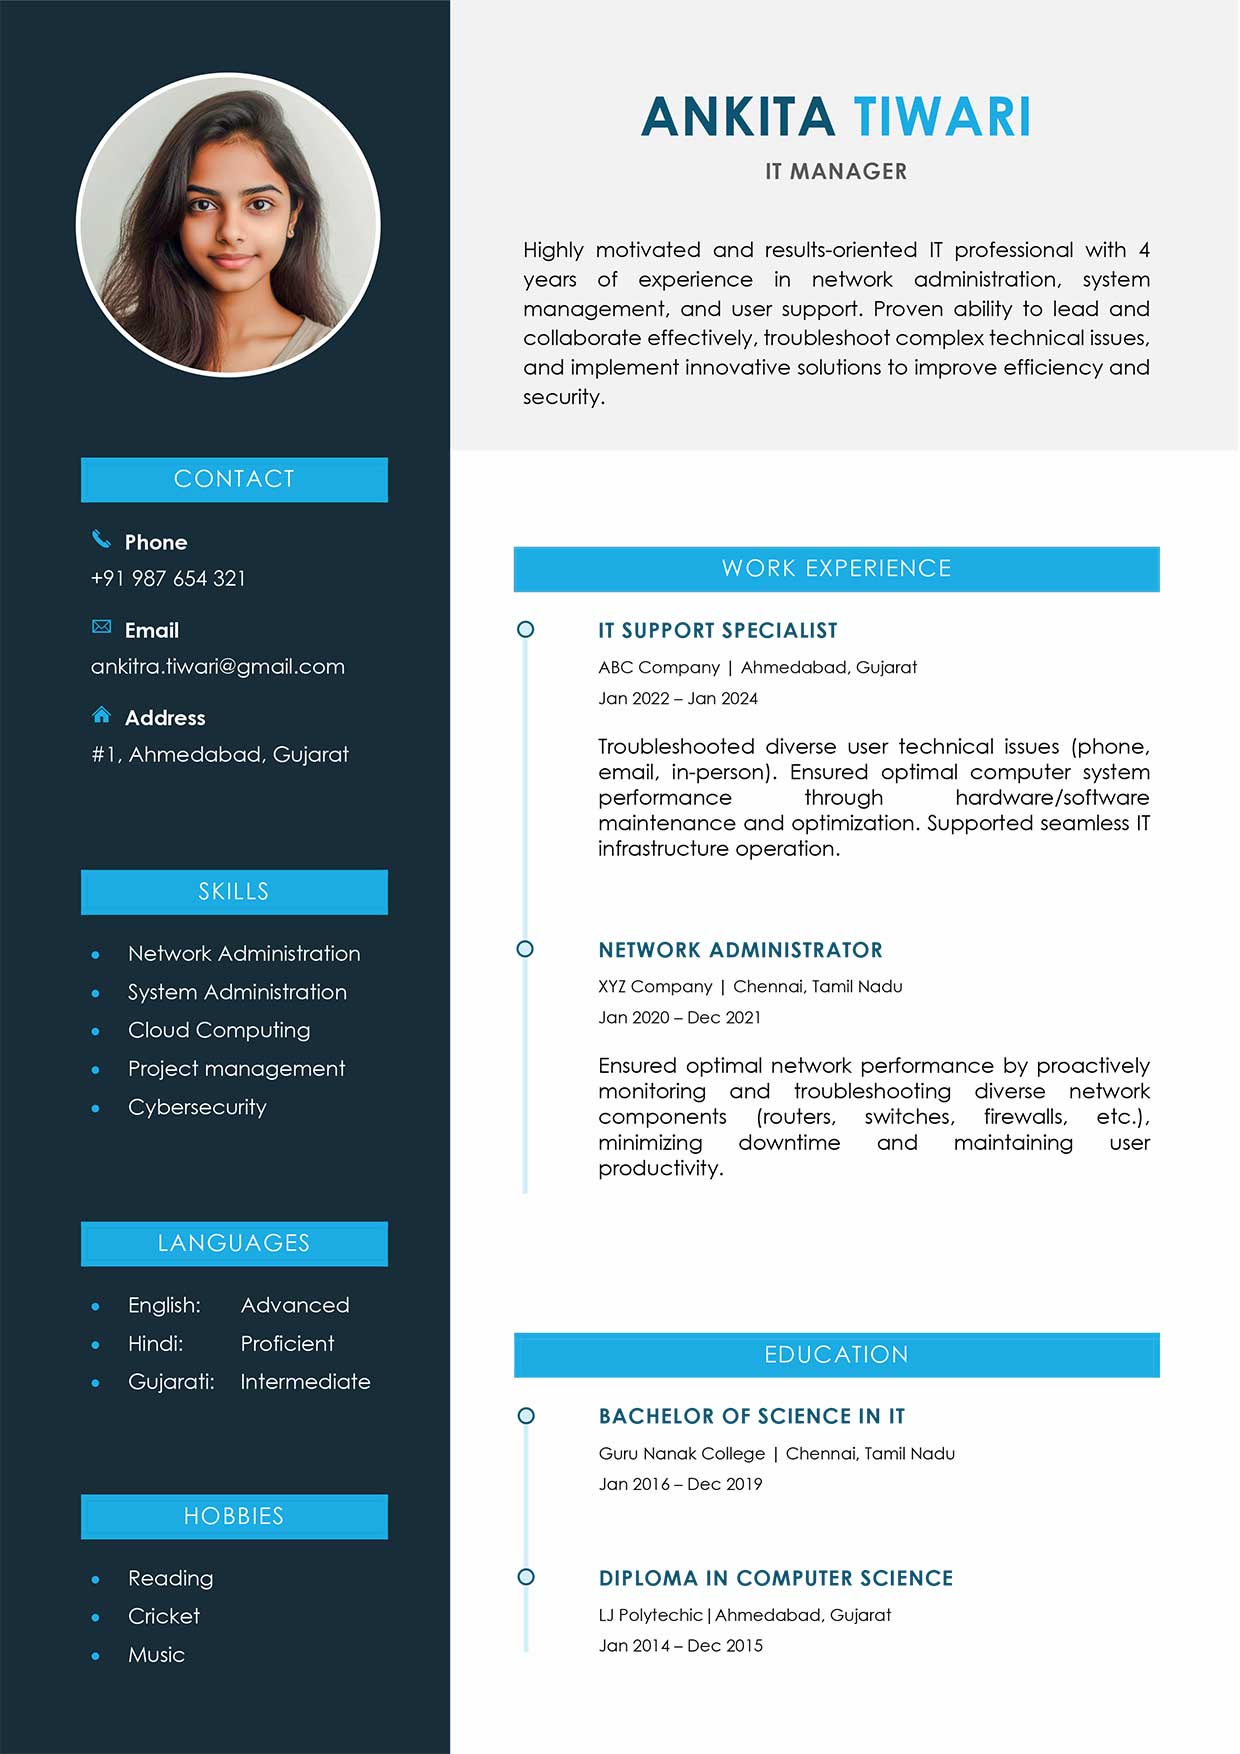 ANKITA TIWARI
IT MANAGER
Highly motivated and results-oriented IT professional with 4
years of experience in network administration, system
management, and user support. Proven ability to lead and
collaborate effectively, troubleshoot complex technical issues,
and implement innovative solutions to improve efficiency and
security.
CONTACT
Phone
+91 987 654 321
Email
ankitra.tiwari@gmail.com
Address
#1, Ahmedabad, Gujarat
SKILLS
Network Administration
System Administration
Cloud Computing
Project management
Cybersecurity
LANGUAGES
English: Advanced
Hindi: Proficient
Gujarati: Intermediate
HOBBIES
Reading
Cricket
Music
WORK EXPERIENCE
IT SUPPORT SPECIALIST
ABC Company | Ahmedabad, Gujarat
Jan 2022 – Jan 2024
Troubleshooted diverse user technical issues (phone,
email, in-person). Ensured optimal computer system
performance through hardware/software
maintenance and optimization. Supported seamless IT
infrastructure operation.
NETWORK ADMINISTRATOR
XYZ Company | Chennai, Tamil Nadu
Jan 2020 – Dec 2021
Ensured optimal network performance by proactively
monitoring and troubleshooting diverse network
components (routers, switches, firewalls, etc.),
minimizing downtime and maintaining user
productivity.
EDUCATION
BACHELOR OF SCIENCE IN IT
Guru Nanak College | Chennai, Tamil Nadu
Jan 2016 – Dec 2019
DIPLOMA IN COMPUTER SCIENCE
LJ Polytechic|Ahmedabad, Gujarat
Jan 2014 – Dec 2015